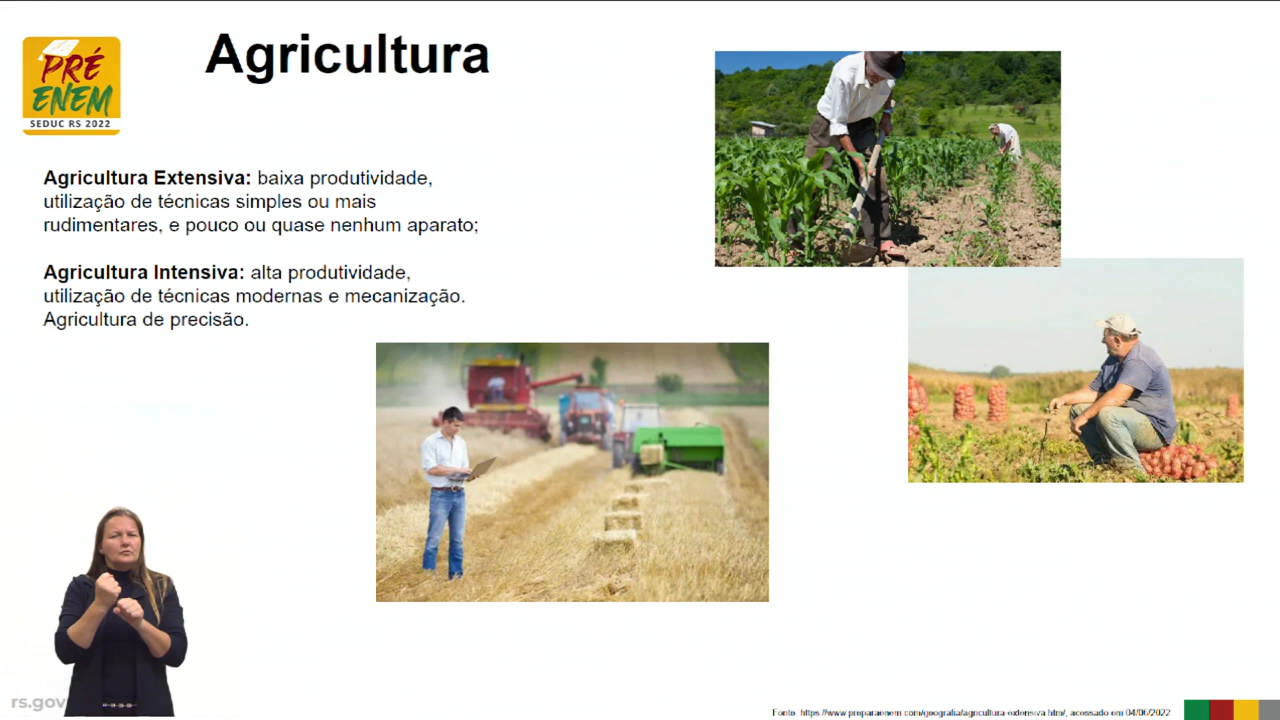 PRÉ
ENEM
SEDUC RS 2022
Agricultura
Agricultura Extensiva: baixa produtividade,
utilização de técnicas simples ou mais
rudimentares, e pouco ou quase nenhum aparato;
Agricultura Intensiva: alta produtividade,
utilização de técnicas modernas e mecanização.
Agricultura de precisão.
rs.gov
Fonte https://www.preparaenem.com/geografia/agricultura-extensiva.htm/, acessado em 04/06/2022